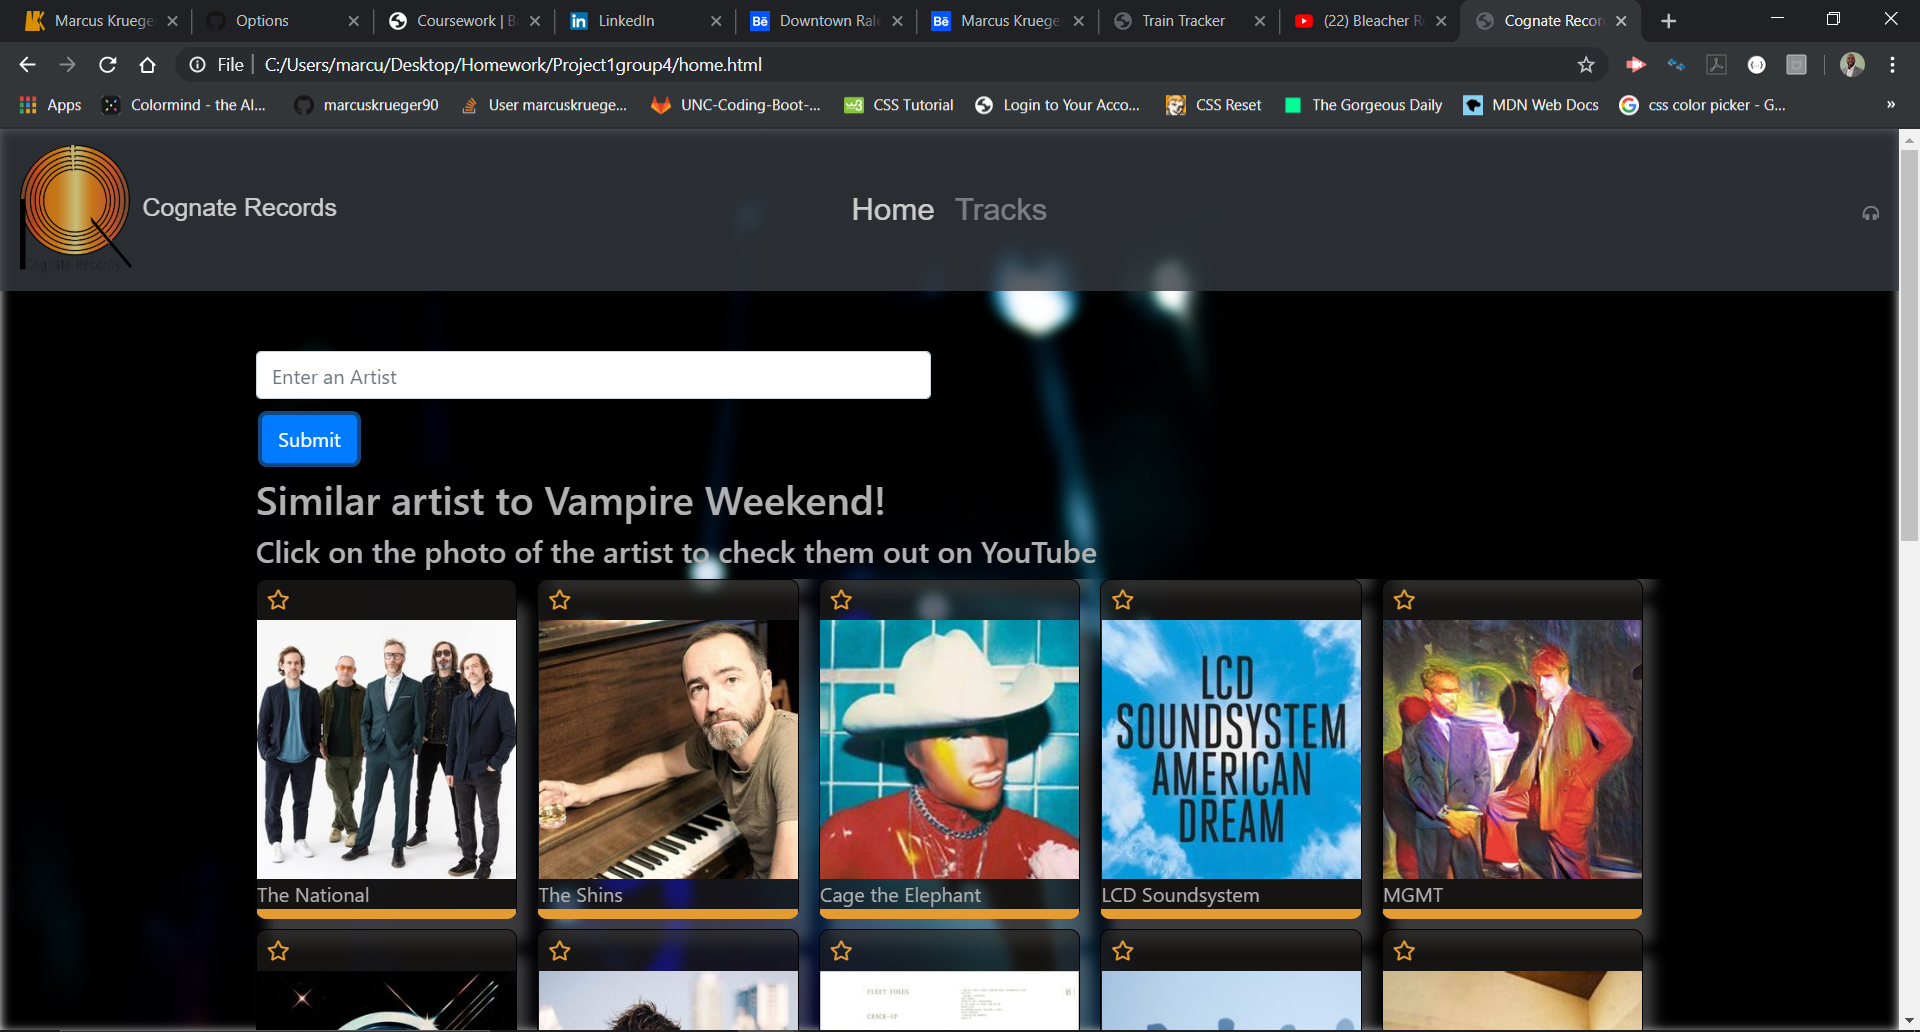 Marcus Kruege
Options
Coursework | B
LinkedIn
Downtown Rale
Marcus Kruege
Train Tracker
(22) Bleacher R
Cognate Recor
File
C:/Users/marcu/Desktop/Homework/Project1group4/home.html
Apps
Colormind - the AI...
marcuskrueger90
User marcuskruege...
UNC-Coding-Boot-...
CSS Tutorial
Login to Your Acco...
CSS Reset
The Gorgeous Daily
MDN Web Docs
css color picker - G...
»
Cognate Records
Cognate Records
Home
Tracks
Enter an Artist
Submit
Similar artist to Vampire Weekend!
Click on the photo of the artist to check them out on YouTube
LCD
SOUNDSYSTEM
AMERICAN
DREAM
The National
The Shins
Cage the Elephant
LCD Soundsystem
MGMT
FLEET FOXES
CRACK-UP